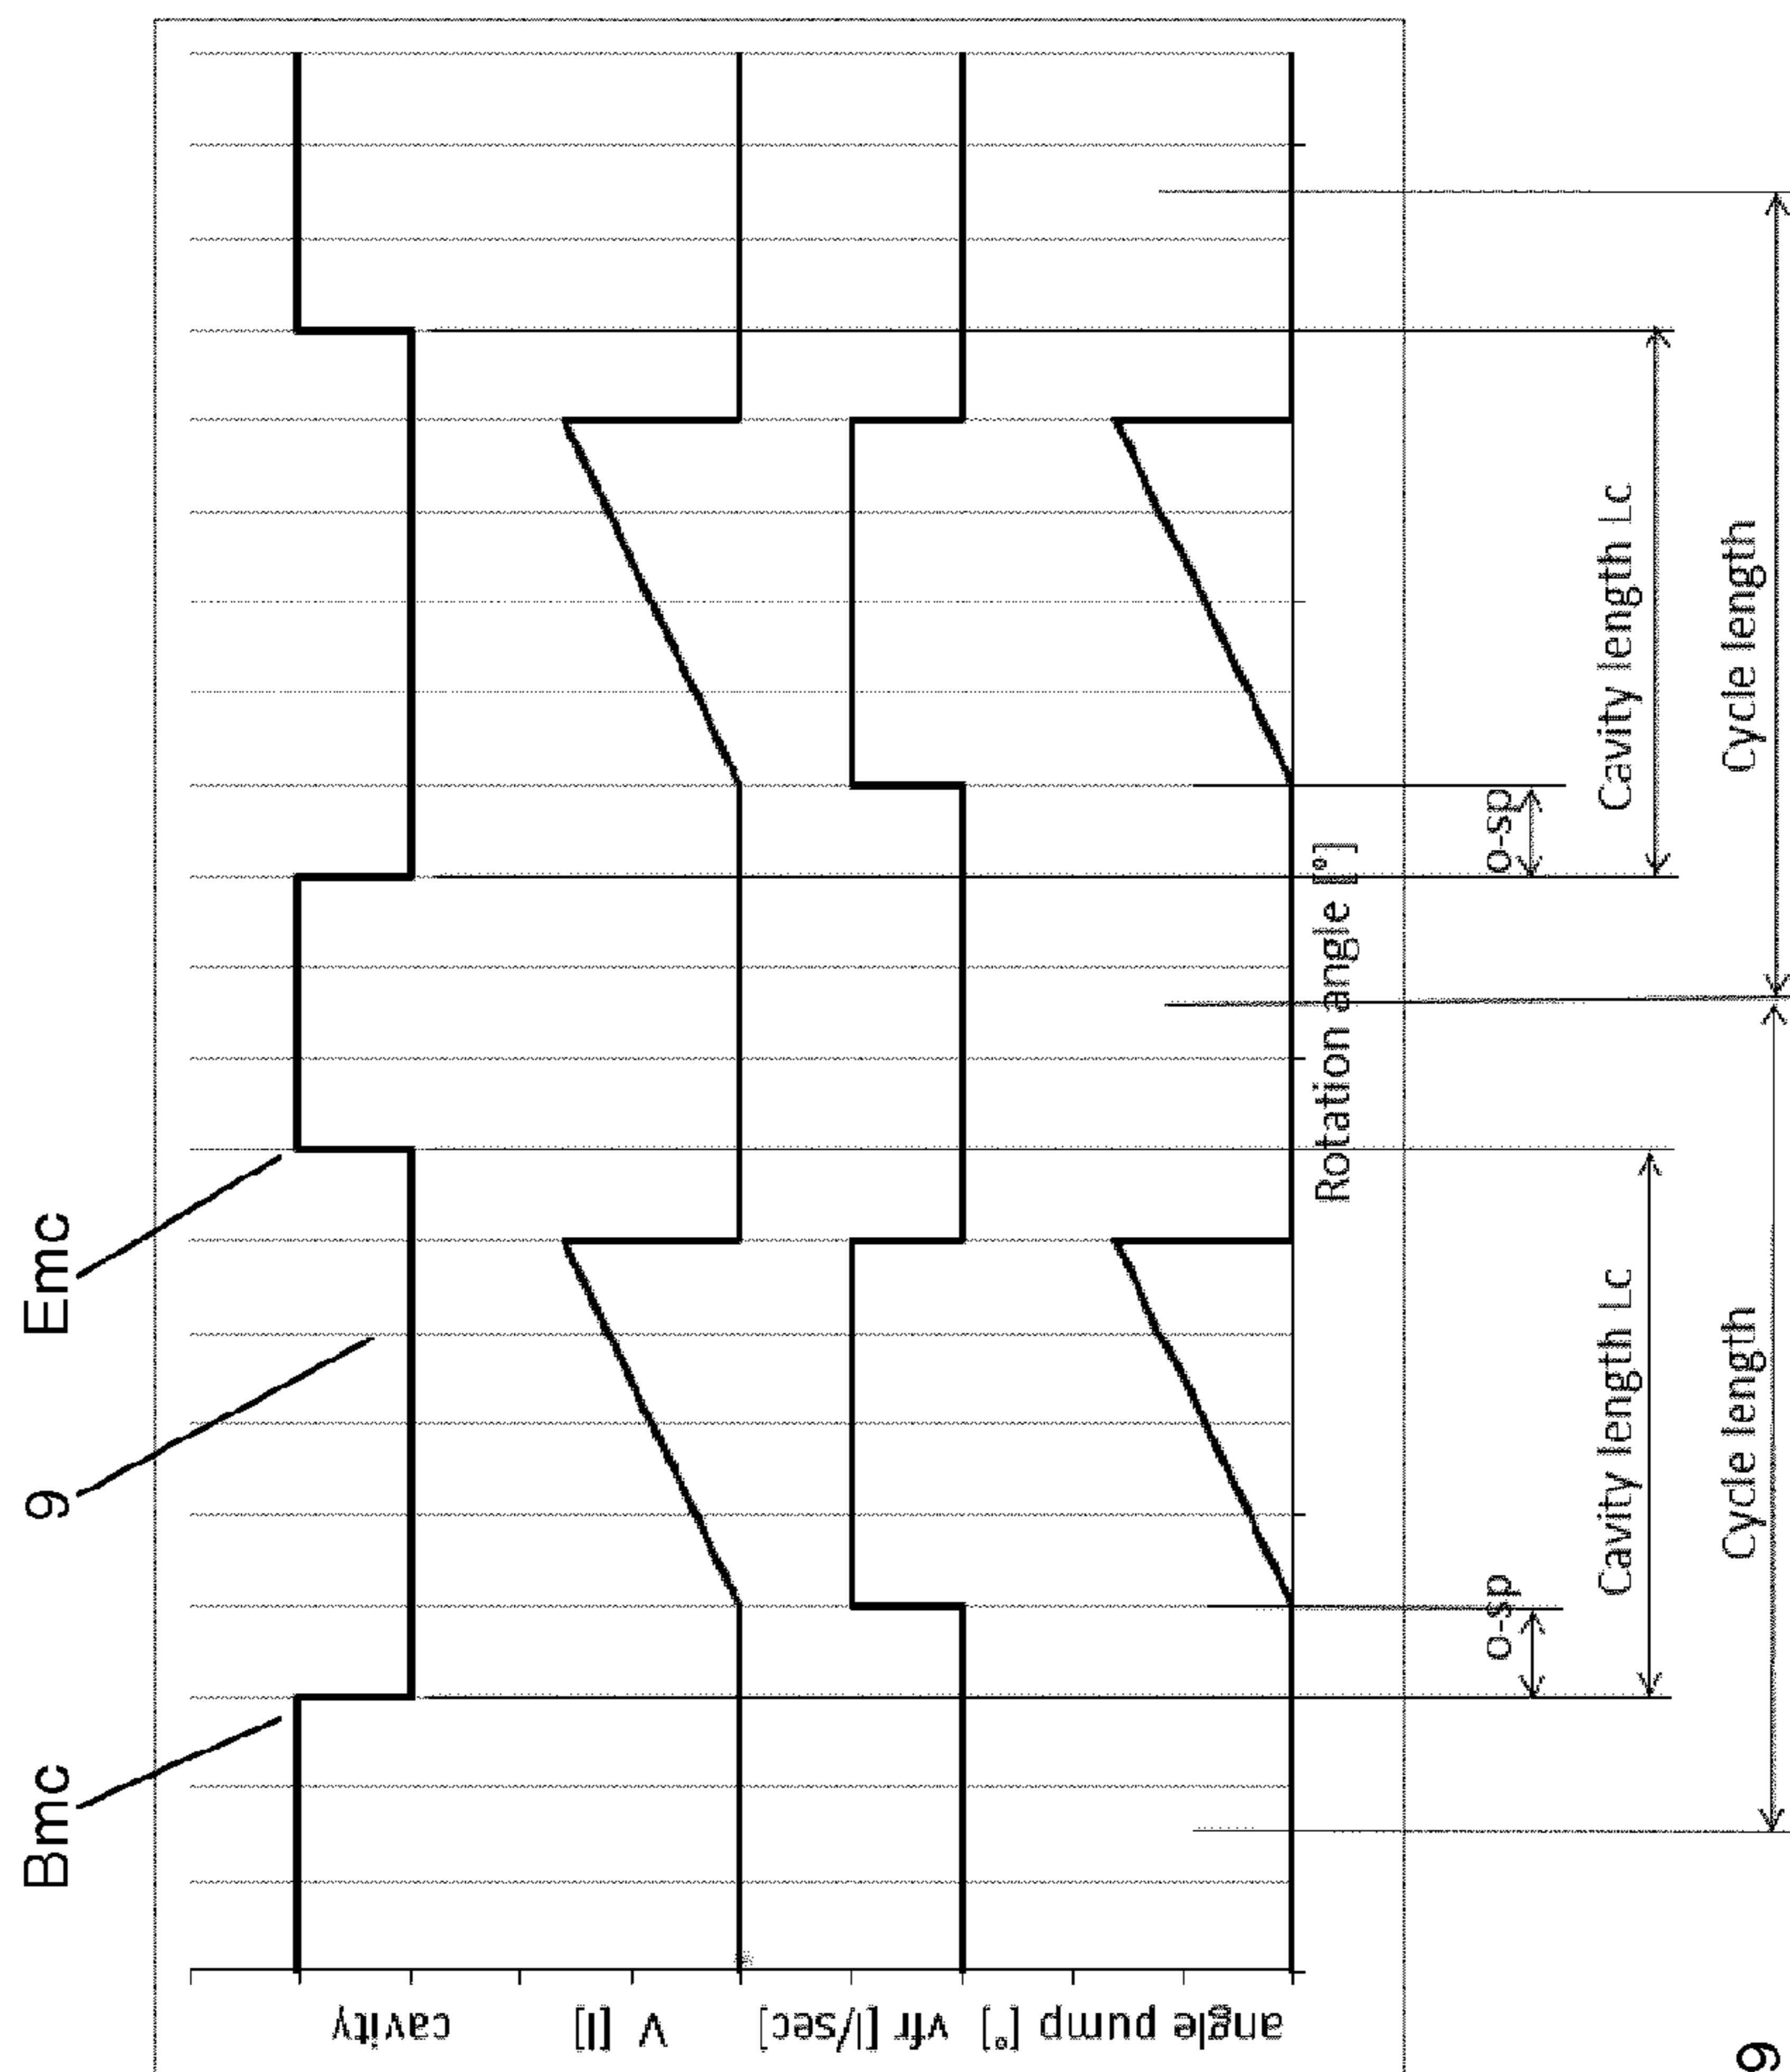 Bmc
9
Emc
cavity
V [l]
vfr [l/sec]
angle pump [°]
Rotation angle [°]
o-sp
o-sp
Cavity length Lc
Cavity length Lc
Cycle length
Cycle length
9